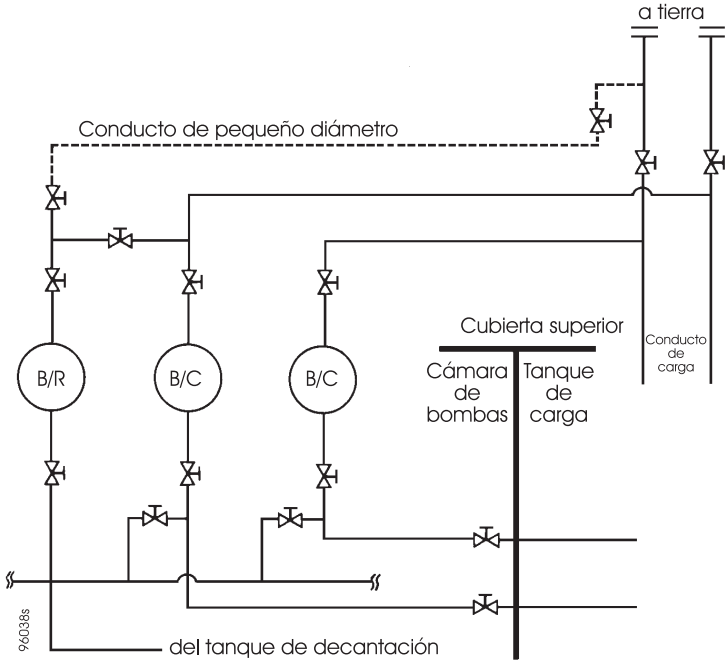 a tierra
Conducto de pequeño diámetro
Cubierta superior
Conducto
de
carga
B/R
B/C
B/C
Cámara
de
bombas
Tanque
de
carga
96038s
del tanque de decantación